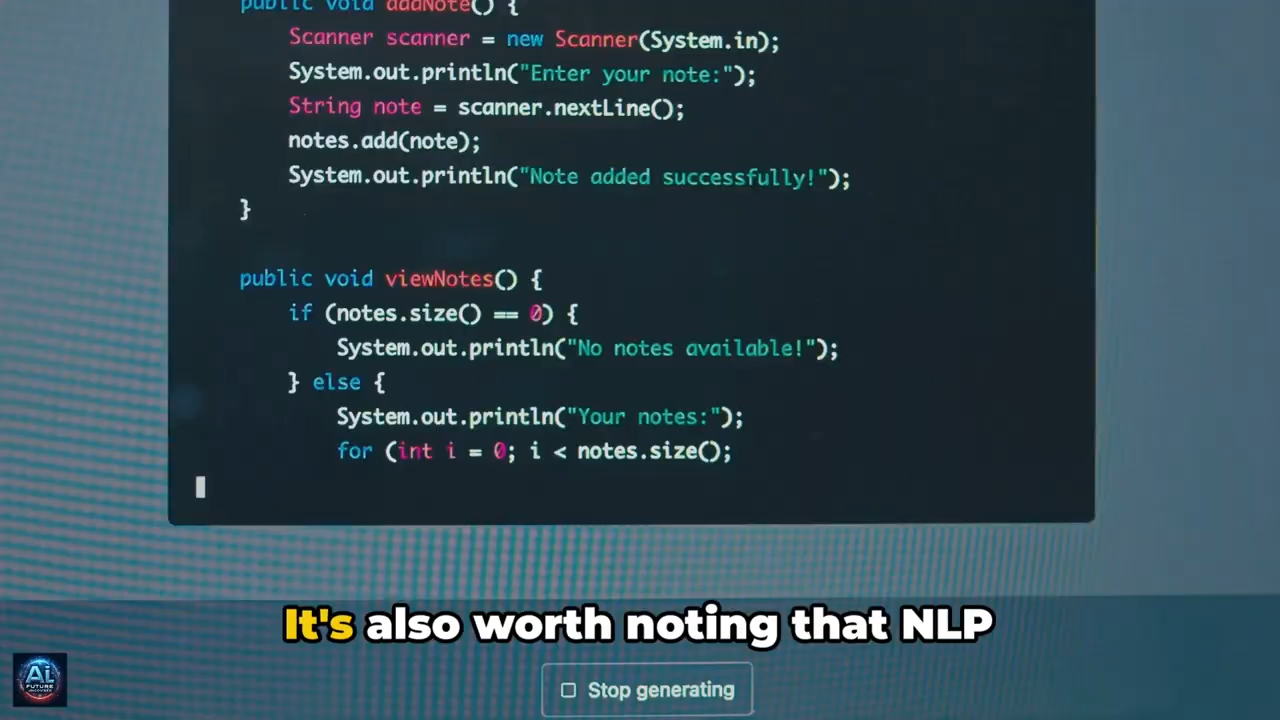 public void addNote() {
Scanner scanner = new Scanner(System.in);
System.out.println("Enter your note:");
String note = scanner.nextLine();
notes.add(note);
System.out.println("Note added successfully!");
}
public void viewNotes() {
if (notes.size() == 0) {
System.out.println("No notes available!");
} else {
System.out.println("Your notes:");
for (int i = 0; i < notes.size();
It's also worth noting that NLP
Stop generating
AI
FUTURE